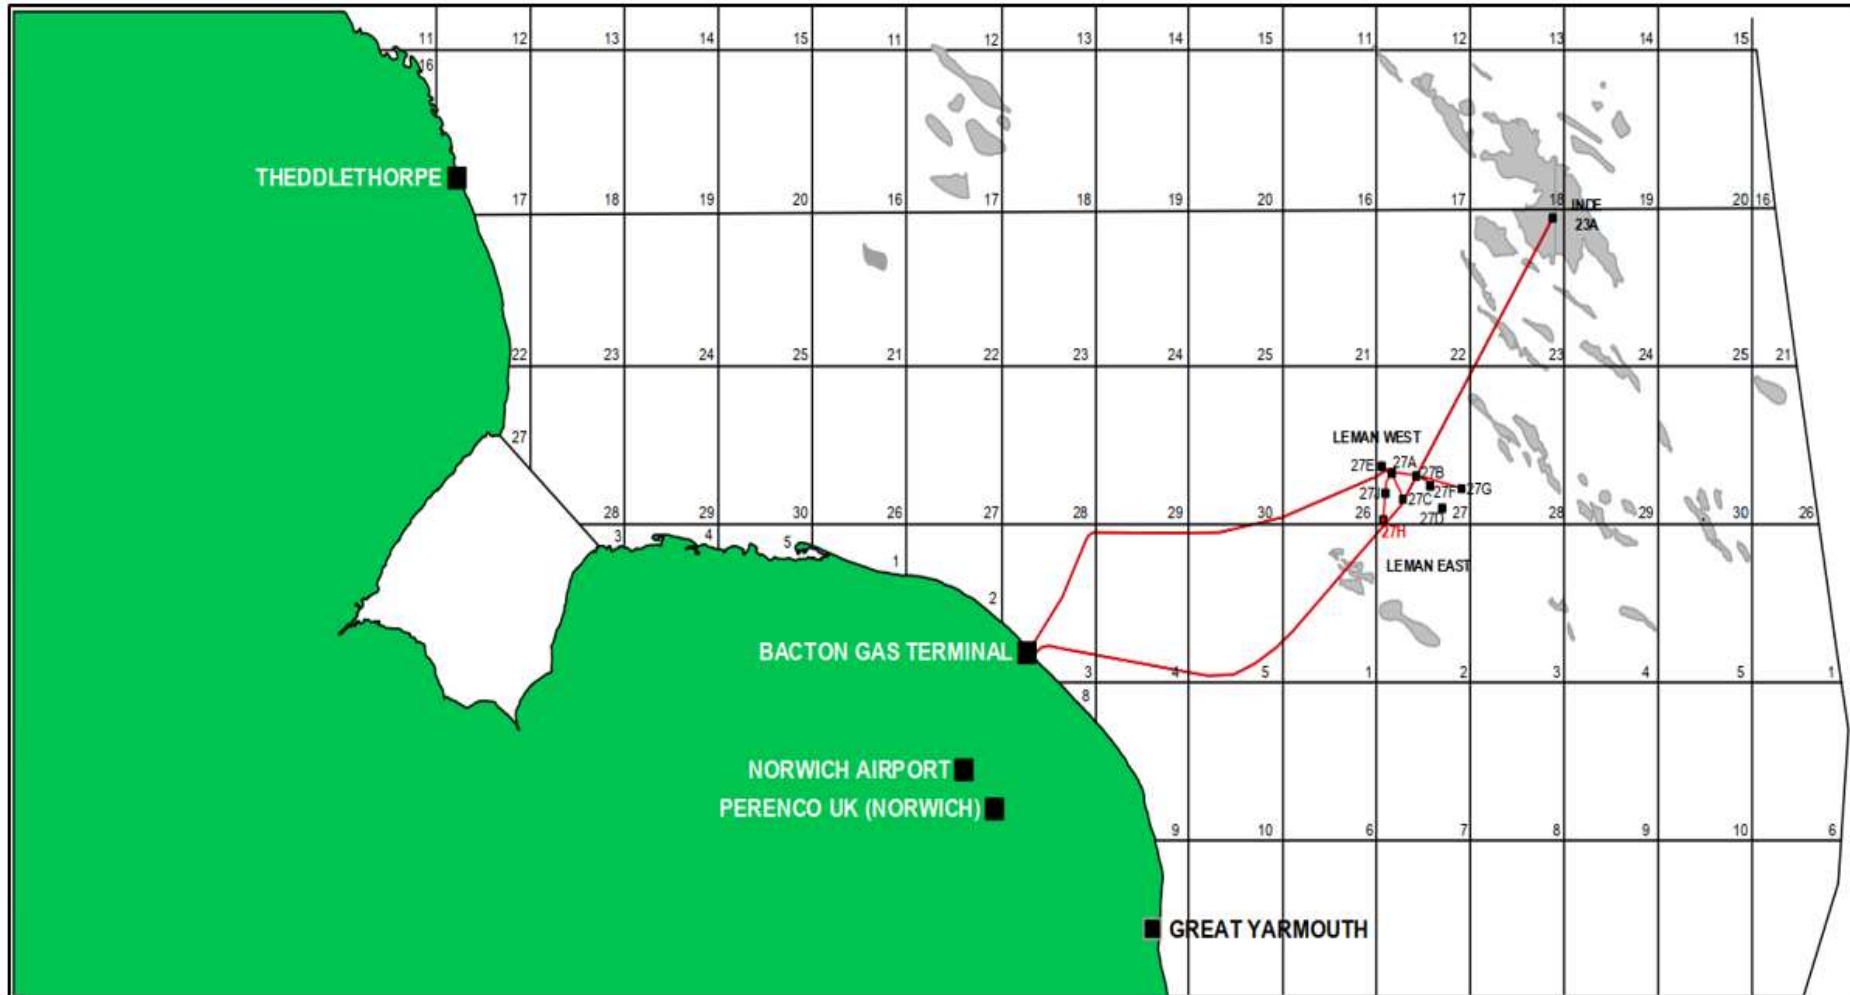 11 12 13 14 15 11 12 13 14 15 11 12 13 14 15
16
THEDDLETHORPE
17 18 19 20 16 17 18 19 20 16 17 18 19 20 16
INDE
23A
22 23 24 25 21 22 23 24 25 21 22 23 24 25 21
27
LEMAN WEST
27E 27A 27B
27J 27C 27F 27G
28 29 30 26 27 28 29 30 26 27D 27 28 29 30 26
3 4 5 27H
1
LEMAN EAST
2
BACTON GAS TERMINAL
3 4 5 1 2 3 4 5 1
8
NORWICH AIRPORT
PERENCO UK (NORWICH)
9 10 6 7 8 9 10 6
GREAT YARMOUTH